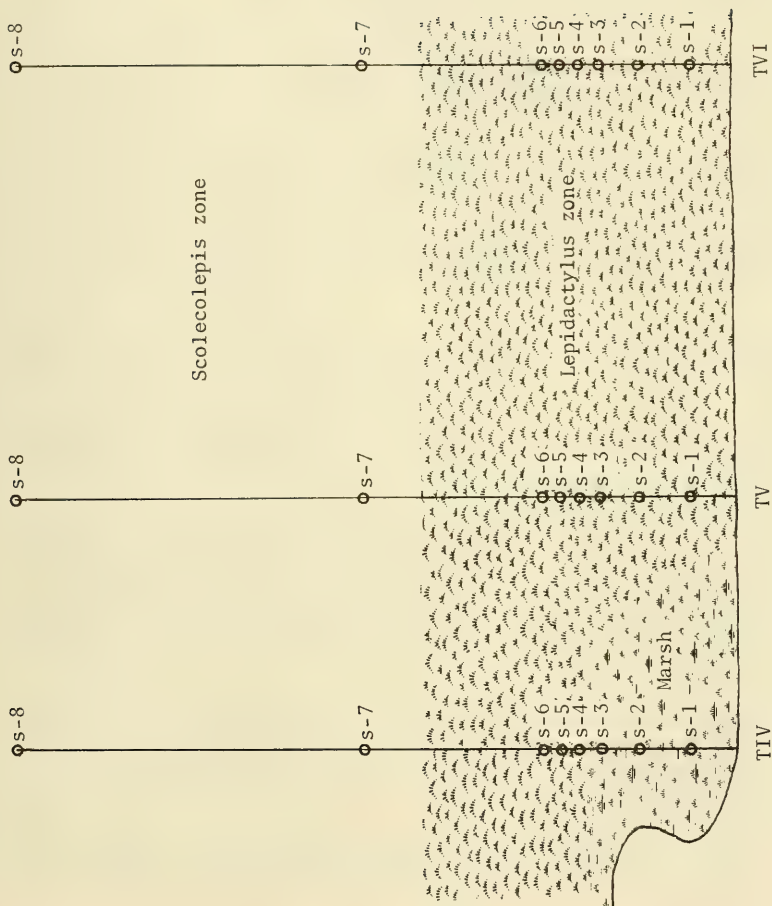 s-8
s-8
s-8
s-7
s-7
s-7
Scolecolepis zone
s-6
s-5
s-4
s-3
s-2
s-1
s-6
s-5
s-4
s-3
s-2
s-1
s-6
s-5
s-4
s-3
s-2
s-1
Lepidactylus zone
Marsh
TIV
TV
TVI